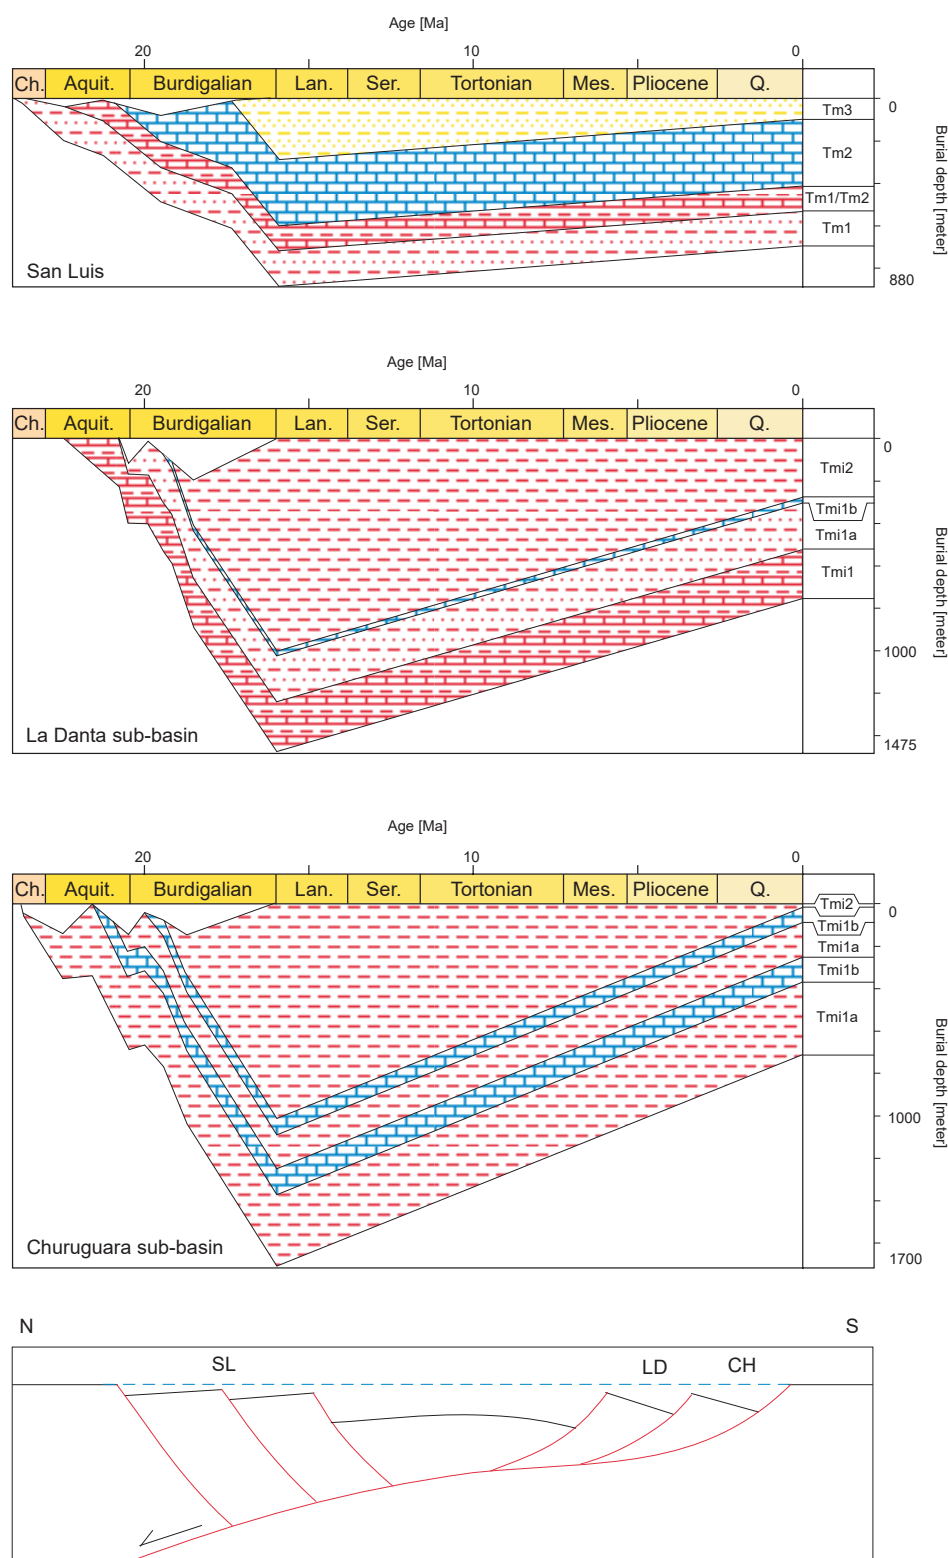 Age [Ma]
20 10 0
Ch. Aquit. Burdigalian Lan. Ser. Tortonian Mes. Pliocene Q.
0
Tm3
Tm2
Tm1/Tm2
Tm1
880
Burial depth [meter]
San Luis
Age [Ma]
20 10 0
Ch. Aquit. Burdigalian Lan. Ser. Tortonian Mes. Pliocene Q.
0
Tmi2
Tmi1b
Tmi1a
Tmi1
1000
1475
Burial depth [meter]
La Danta sub-basin
Age [Ma]
20 10 0
Ch. Aquit. Burdigalian Lan. Ser. Tortonian Mes. Pliocene Q.
Tmi2
0
Tmi1b
Tmi1a
Tmi1b
Tmi1a
1000
1700
Burial depth [meter]
Churuguara sub-basin
N S
SL LD CH